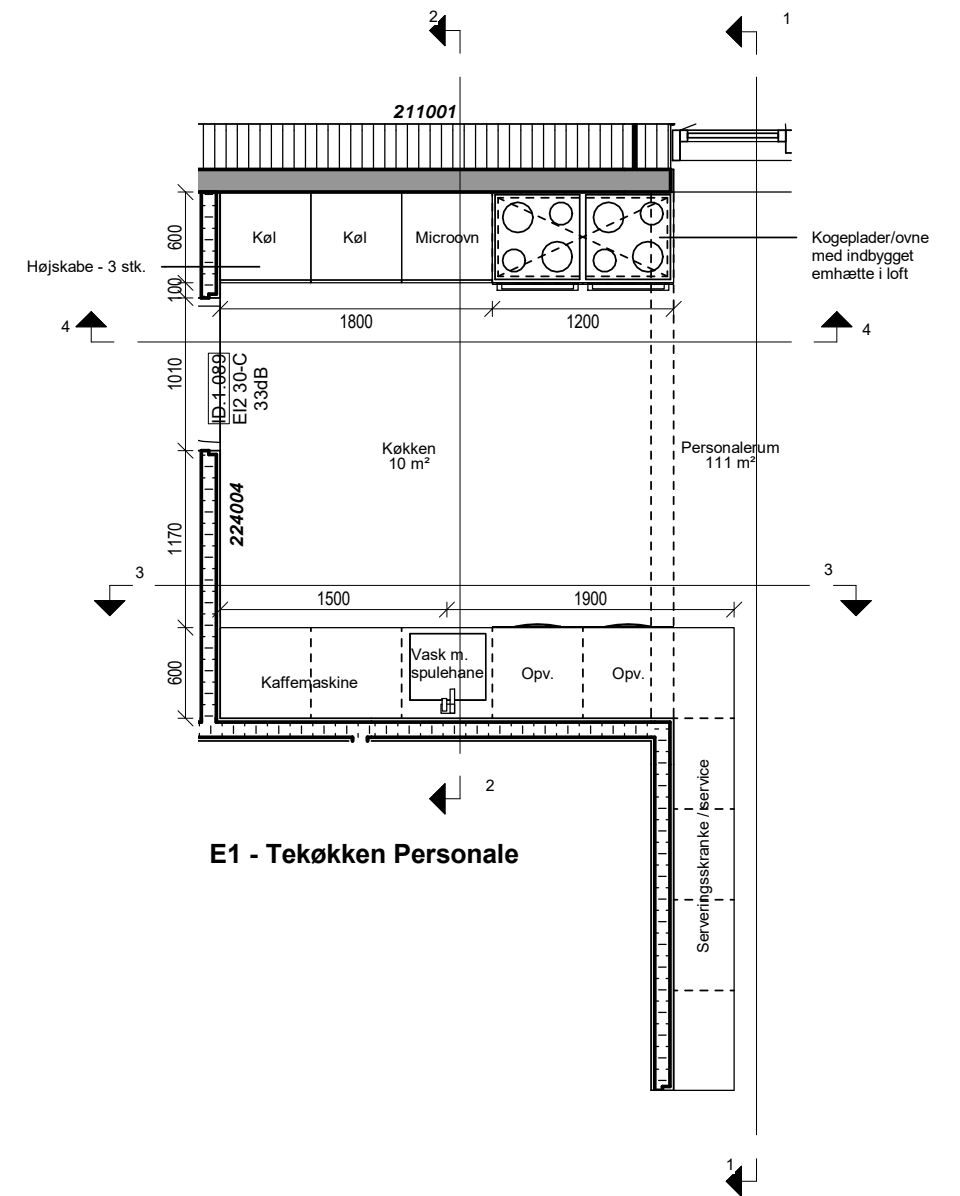 2
1
211001
600
Køl
Køl
Microovn
Kogeplader/ovne
med indbygget
emhætte i loft
Højskabe - 3 stk.
100
1800
1200
4
4
1010
ID.1.089
EI2 30-C
33dB
Køkken
10 m²
Personalerum
111 m²
224004
1170
3
3
1500
1900
600
Kaffemaskine
Vask m.
spulehane
Opv.
Opv.
2
Serveringsskranke / service
E1 - Tekøkken Personale
1